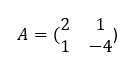 A = (2 1
1 −4)